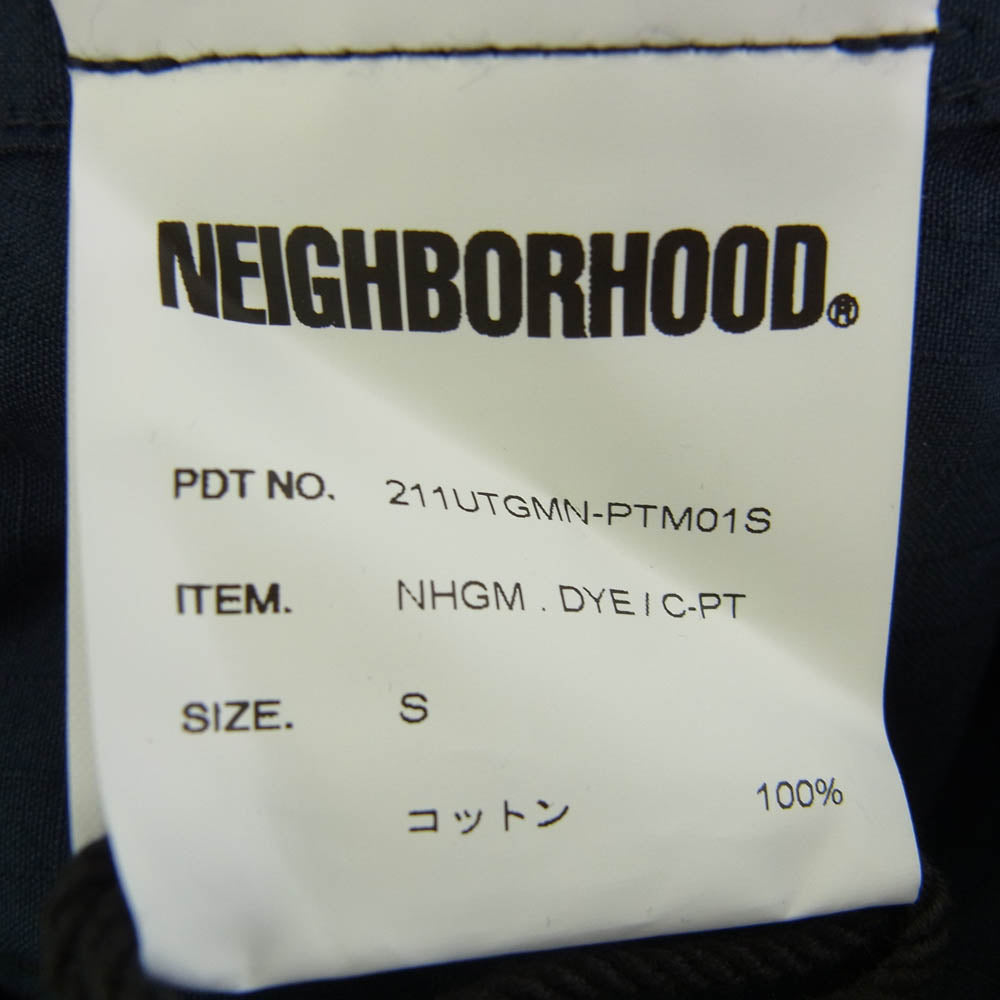 NEIGHBORHOOD®
PDT NO. 211UTGMN-PTM01S
ITEM. NHGM . DYE / C-PT
SIZE. S
コットン 100%